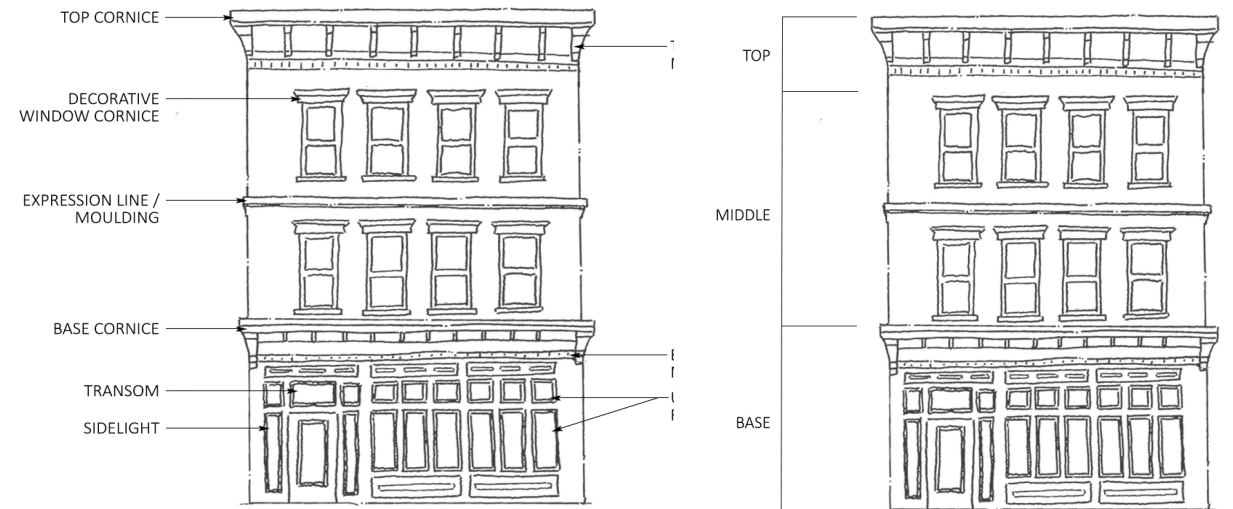 TOP CORNICE
DECORATIVE
WINDOW CORNICE
EXPRESSION LINE /
MOULDING
BASE CORNICE
TRANSOM
SIDELIGHT
TOP
MIDDLE
BASE